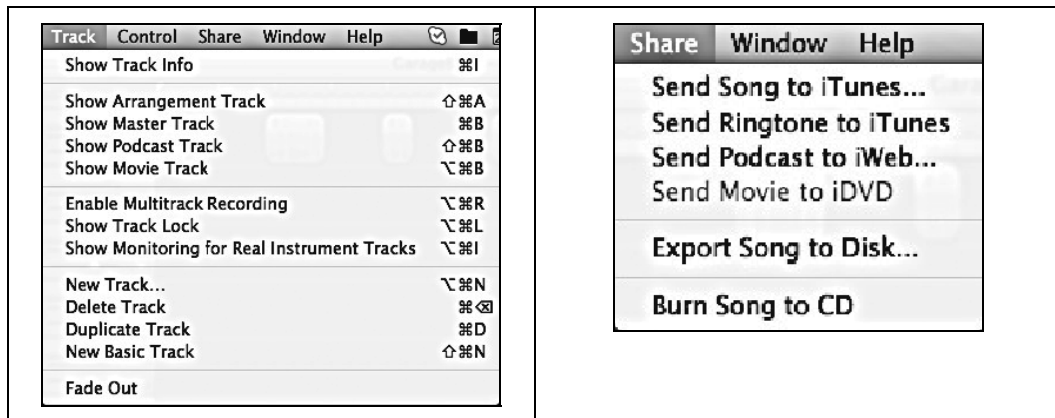 Track Control Share Window Help
Show Track Info ⌘I
Show Arrangement Track ⇧⌘A
Show Master Track ⌘B
Show Podcast Track ⇧⌘B
Show Movie Track ⌥⌘B
Enable Multitrack Recording ⌥⌘R
Show Track Lock ⌥⌘L
Show Monitoring for Real Instrument Tracks ⌥⌘I
New Track... ⌥⌘N
Delete Track ⌘⌫
Duplicate Track ⌘D
New Basic Track ⇧⌘N
Fade Out
Share Window Help
Send Song to iTunes...
Send Ringtone to iTunes
Send Podcast to iWeb...
Send Movie to iDVD
Export Song to Disk...
Burn Song to CD